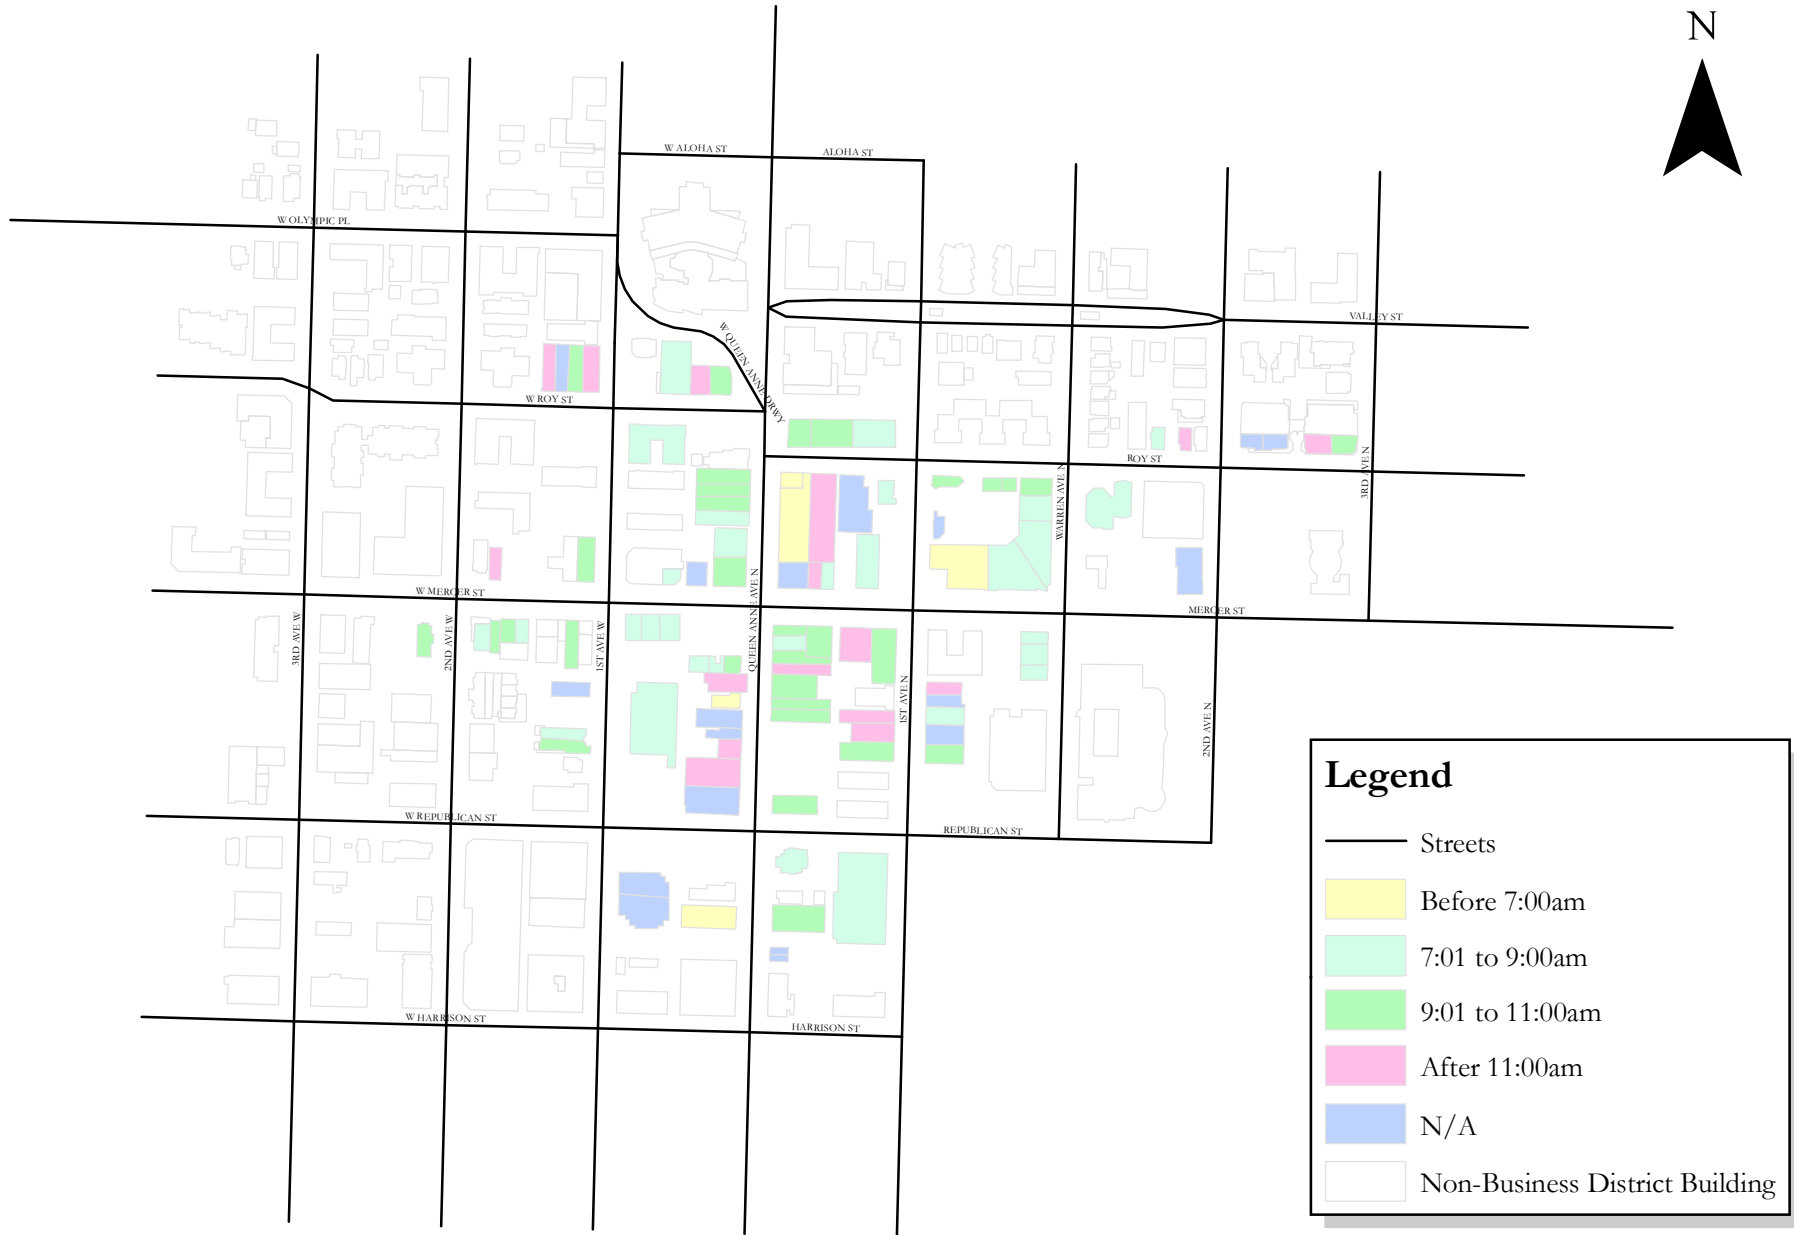 N
W ALOHA ST
ALOHA ST
W OLYMPIC PL
VALLEY ST
W QUEEN ANNE DRWY
W ROY ST
ROY ST
3RD AVE N
WARREN AVE N
W MERCER ST
MERCER ST
QUEEN ANNE AVE N
3RD AVE W
2ND AVE W
1ST AVE W
1ST AVE N
2ND AVE N
W REPUBLICAN ST
REPUBLICAN ST
W HARRISON ST
HARRISON ST
Legend
Streets
Before 7:00am
7:01 to 9:00am
9:01 to 11:00am
After 11:00am
N/A
Non-Business District Building